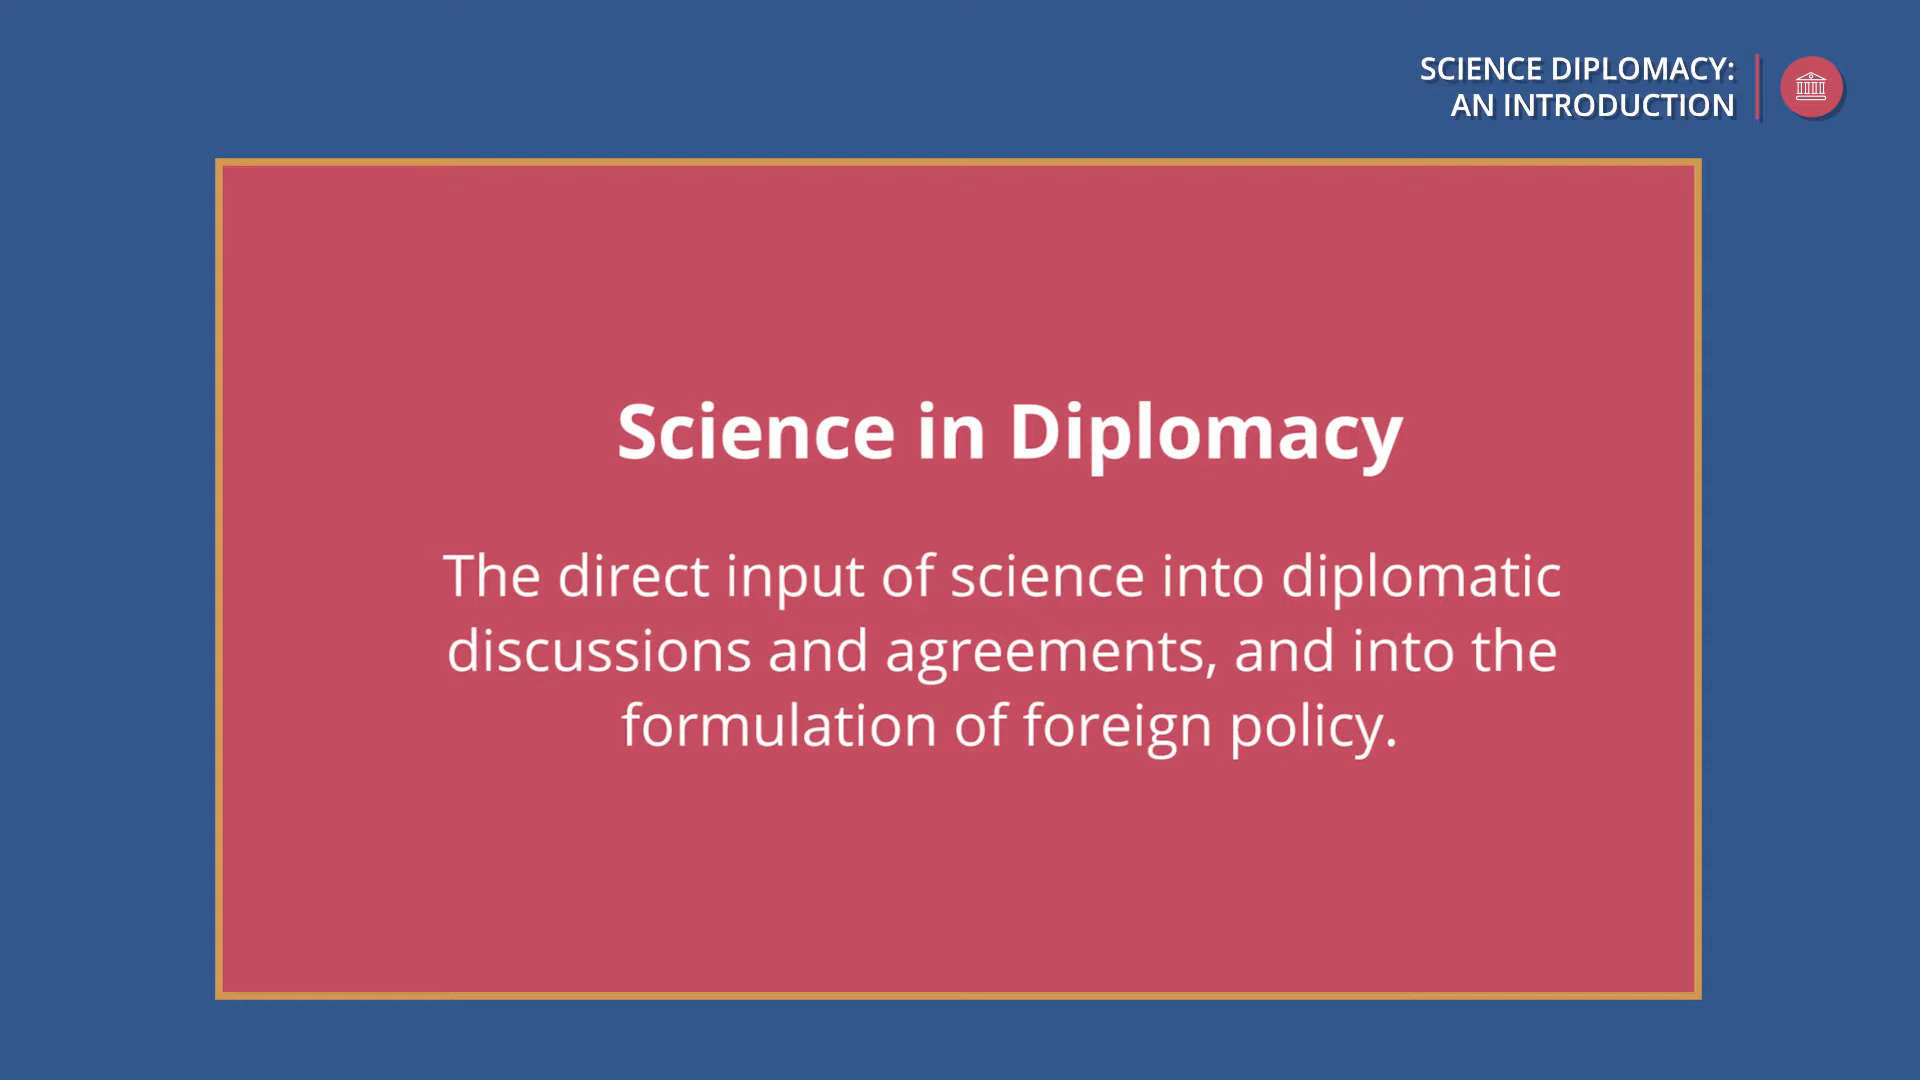 SCIENCE DIPLOMACY:
AN INTRODUCTION
Science in Diplomacy
The direct input of science into diplomatic
discussions and agreements, and into the
formulation of foreign policy.